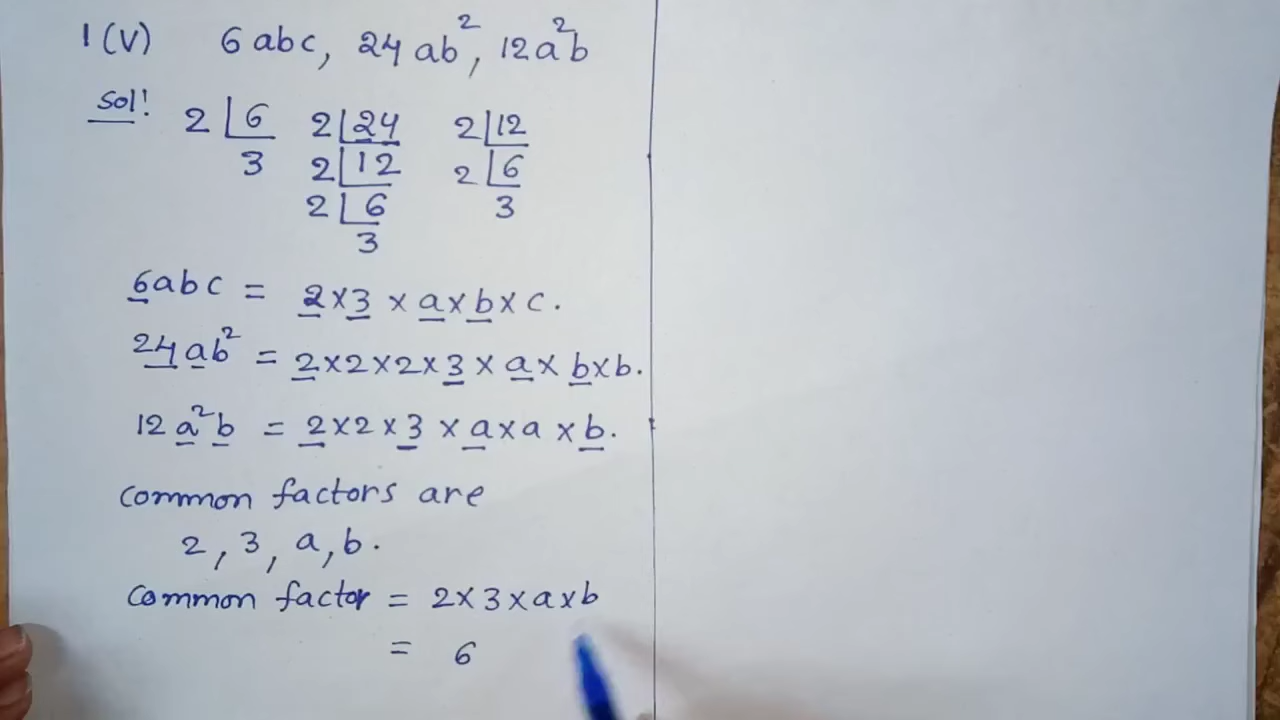 1(V) 6abc, 24ab², 12a²b
Sol! 2 6 2 24 2 12
3 2 12 2 6
2 6 3
3
6abc = 2×3×a×b×c.
24ab² = 2×2×2×3×a×b×b.
12a²b = 2×2×3×a×a×b.
Common factors are
2, 3, a, b.
Common factor = 2×3×a×b
= 6